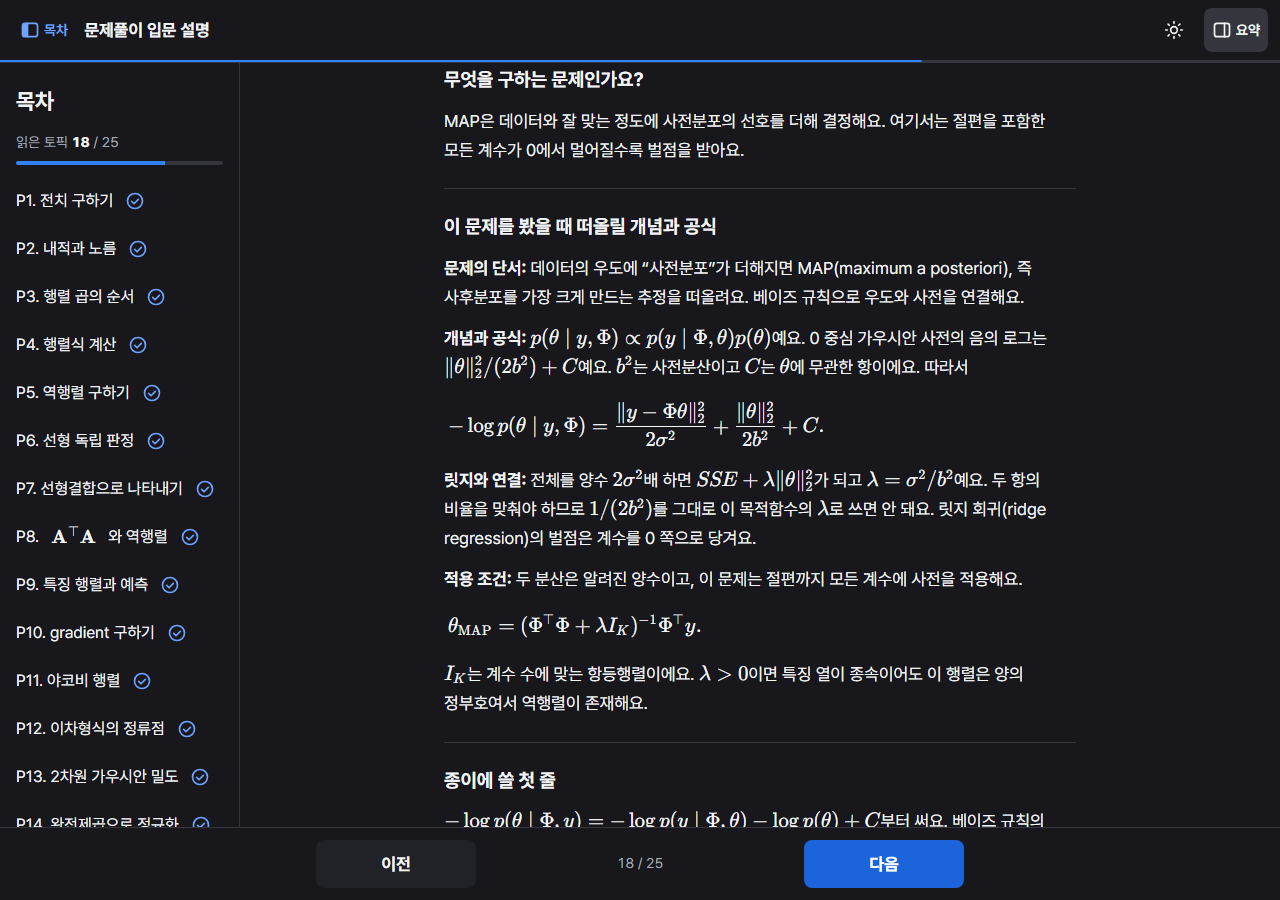 목차 문제풀이 입문 설명 요약
목차
읽은 토픽 18 / 25
P1. 전치 구하기
P2. 내적과 노름
P3. 행렬 곱의 순서
P4. 행렬식 계산
P5. 역행렬 구하기
P6. 선형 독립 판정
P7. 선형결합으로 나타내기
P8. A⊤A 와 역행렬
P9. 특징 행렬과 예측
P10. gradient 구하기
P11. 야코비 행렬
P12. 이차형식의 정류점
P13. 2차원 가우시안 밀도
P14. 완전제곱으로 정규화
무엇을 구하는 문제인가요?
MAP은 데이터와 잘 맞는 정도에 사전분포의 선호를 더해 결정해요. 여기서는 절편을 포함한
모든 계수가 0에서 멀어질수록 벌점을 받아요.
이 문제를 봤을 때 떠올릴 개념과 공식
문제의 단서: 데이터의 우도에 “사전분포”가 더해지면 MAP(maximum a posteriori), 즉
사후분포를 가장 크게 만드는 추정을 떠올려요. 베이즈 규칙으로 우도와 사전을 연결해요.
개념과 공식: p(θ | y, Φ) ∝ p(y | Φ, θ)p(θ)예요. 0 중심 가우시안 사전의 음의 로그는
‖θ‖₂²/(2b²) + C예요. b²는 사전분산이고 C는 θ에 무관한 항이에요. 따라서
−log p(θ | y, Φ) = ‖y − Φθ‖₂² / 2σ² + ‖θ‖₂² / 2b² + C.
릿지와 연결: 전체를 양수 2σ²배 하면 SSE + λ‖θ‖₂²가 되고 λ = σ²/b²예요. 두 항의
비율을 맞춰야 하므로 1/(2b²)를 그대로 이 목적함수의 λ로 쓰면 안 돼요. 릿지 회귀(ridge
regression)의 벌점은 계수를 0 쪽으로 당겨요.
적용 조건: 두 분산은 알려진 양수이고, 이 문제는 절편까지 모든 계수에 사전을 적용해요.
θ_MAP = (Φ⊤Φ + λI_K)⁻¹Φ⊤y.
I_K는 계수 수에 맞는 항등행렬이에요. λ > 0이면 특징 열이 종속이어도 이 행렬은 양의
정부호여서 역행렬이 존재해요.
종이에 쓸 첫 줄
−log p(θ | Φ, y) = −log p(y | Φ, θ) − log p(θ) + C부터 써요. 베이즈 규칙의
이전 18 / 25 다음